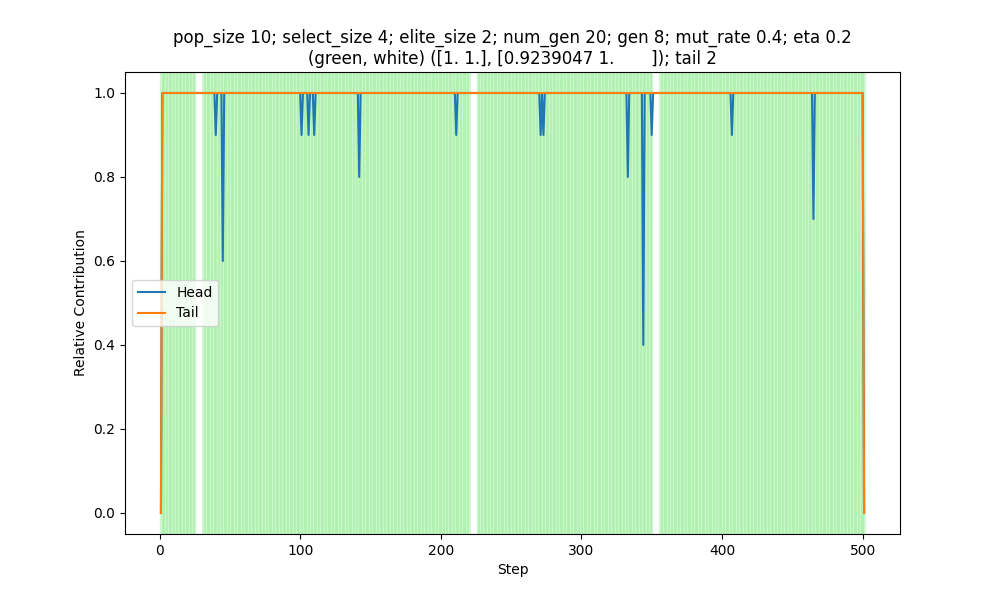 pop_size 10; select_size 4; elite_size 2; num_gen 20; gen 8; mut_rate 0.4; eta 0.2
(green, white) ([1. 1.], [0.9239047 1.        ]); tail 2
1.0
0.8
0.6
0.4
0.2
0.0
Relative Contribution
Head
Tail
0
100
200
300
400
500
Step